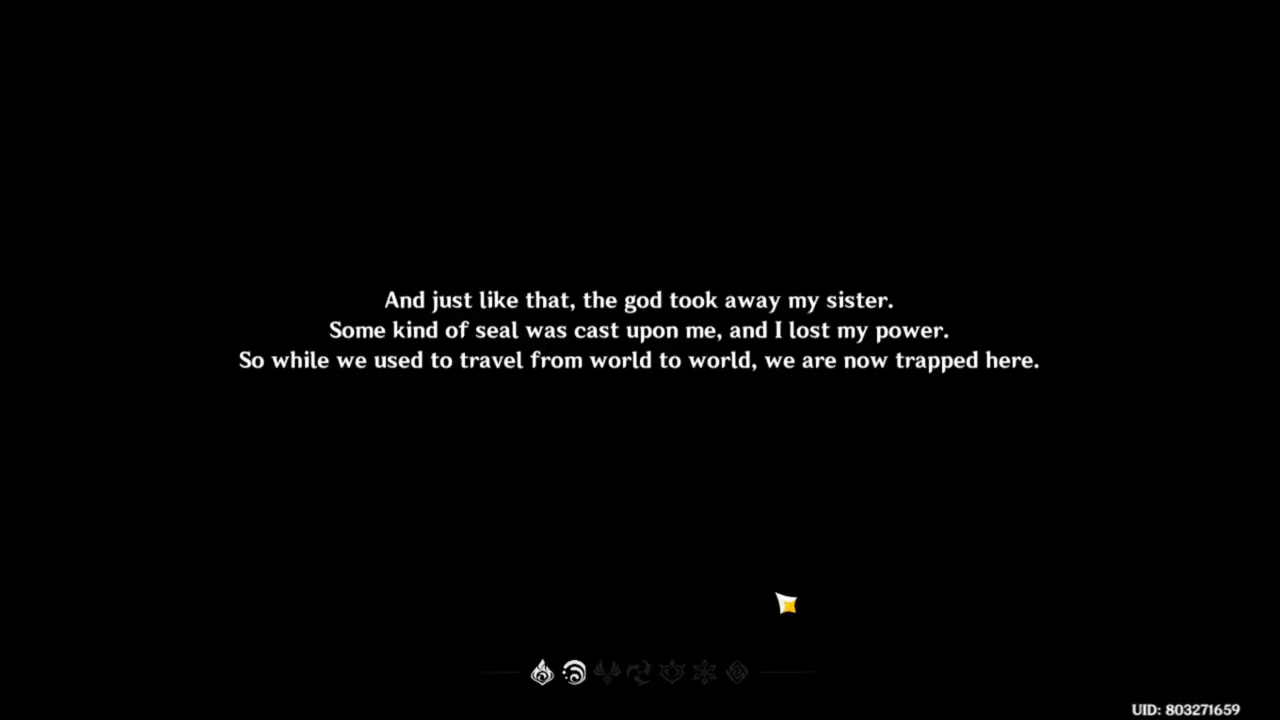 And just like that, the god took away my sister.
Some kind of seal was cast upon me, and I lost my power.
So while we used to travel from world to world, we are now trapped here.
UID: 803271659